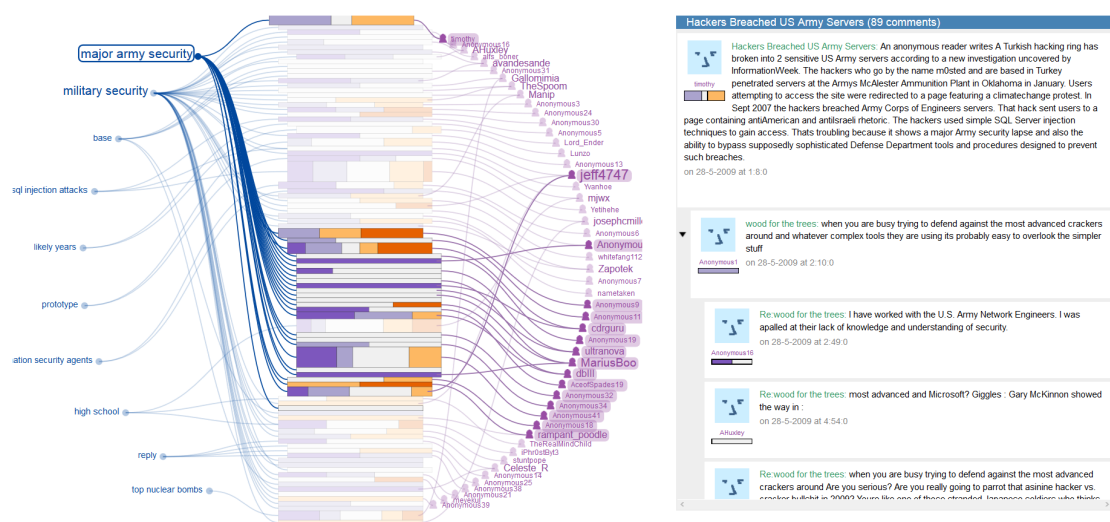 major army security
military security
base
sql injection attacks
likely years
prototype
ation security agents
high school
reply
top nuclear bombs
timothy
Anonymous16
AHuxley
alfs_boner
avandesande
Anonymous31
Gallonimia
TheSpoom
Manip
Anonymous3
Anonymous24
Anonymous30
Anonymous5
Lord_Ender
Lunzo
Anonymous13
jeff4747
Yvanhoe
mjwx
Yetihehe
josephcmill
Anonymous6
Anonymou
whitefang112
Zapotek
Anonymous7
nametaken
Anonymous9
Anonymous11
cdrguru
Anonymous19
ultranova
MariusBoo
dbIII
AceofSpades19
Anonymous32
Anonymous34
Anonymous41
Anonymous18
rampant_poodle
TheRealMindChild
iPhr0stByt3
stuntpope
Celeste_R
Anonymous14
Anonymous25
Anonymous38
Anonymous21
Anonymous39
Hackers Breached US Army Servers (89 comments)
Hackers Breached US Army Servers: An anonymous reader writes A Turkish hacking ring has
broken into 2 sensitive US Army servers according to a new investigation uncovered by
InformationWeek. The hackers who go by the name m0sted and are based in Turkey
timothy
penetrated servers at the Armys McAlester Ammunition Plant in Oklahoma in January. Users
attempting to access the site were redirected to a page featuring a climatechange protest. In
Sept 2007 the hackers breached Army Corps of Engineers servers. That hack sent users to a
page containing antiAmerican and antiIsraeli rhetoric. The hackers used simple SQL Server injection
techniques to gain access. Thats troubling because it shows a major Army security lapse and also the
ability to bypass supposedly sophisticated Defense Department tools and procedures designed to prevent
such breaches.
on 28-5-2009 at 1:8:0
wood for the trees: when you are busy trying to defend against the most advanced crackers
around and whatever complex tools they are using its probably easy to overlook the simpler
stuff
Anonymous1
on 28-5-2009 at 2:10:0
Re:wood for the trees: I have worked with the U.S. Army Network Engineers. I was
apalled at their lack of knowledge and understanding of security.
on 28-5-2009 at 2:49:0
Anonymous16
Re:wood for the trees: most advanced and Microsoft? Giggles : Gary McKinnon showed
the way in :
on 28-5-2009 at 4:54:0
AHuxley
Re:wood for the trees: when you are busy trying to defend against the most advanced
crackers around Are you serious? Are you really going to parrot that asinine hacker vs.